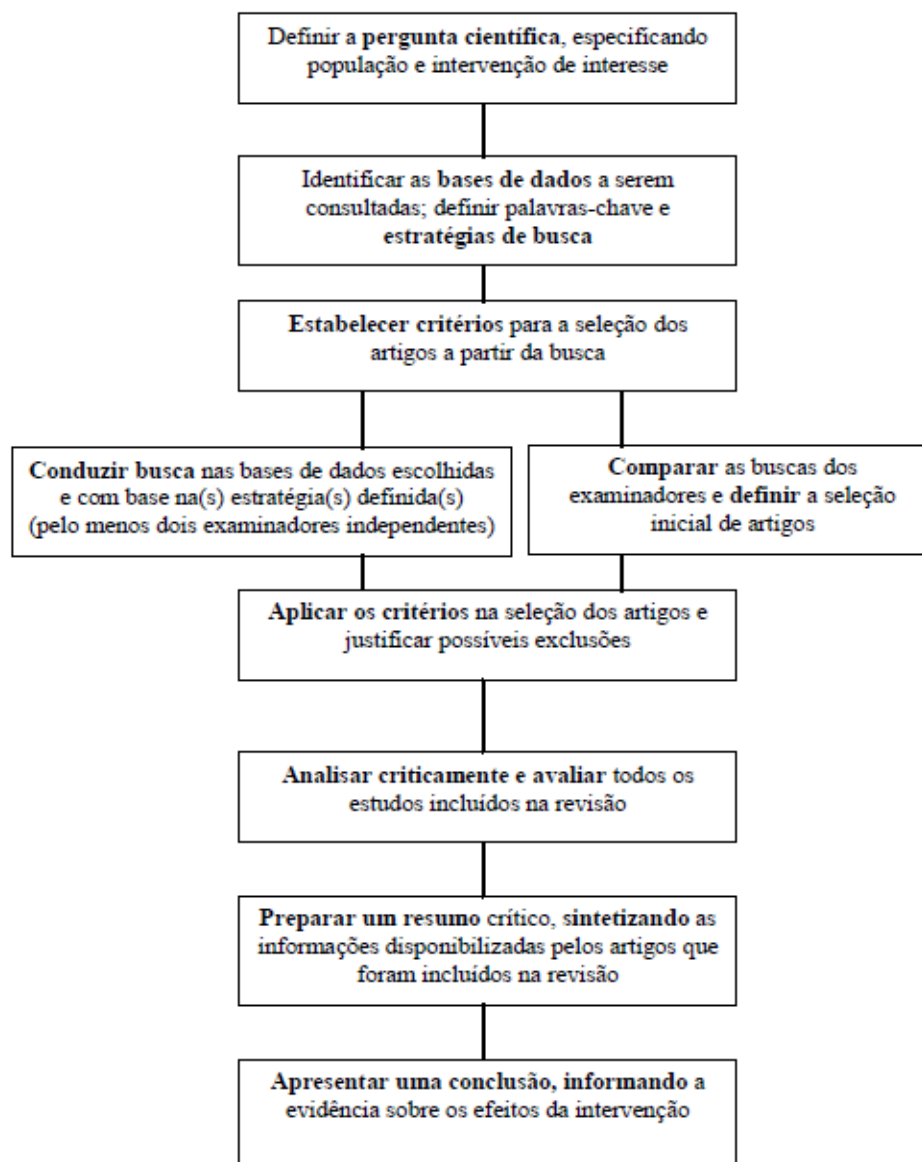 Definir a pergunta científica, especificando
população e intervenção de interesse
Identificar as bases de dados a serem
consultadas; definir palavras-chave e
estratégias de busca
Estabelecer critérios para a seleção dos
artigos a partir da busca
Conduzir busca nas bases de dados escolhidas
e com base na(s) estratégia(s) definida(s)
(pelo menos dois examinadores independentes)
Comparar as buscas dos
examinadores e definir a seleção
inicial de artigos
Aplicar os critérios na seleção dos artigos e
justificar possíveis exclusões
Analisar criticamente e avaliar todos os
estudos incluídos na revisão
Preparar um resumo crítico, sintetizando as
informações disponibilizadas pelos artigos que
foram incluídos na revisão
Apresentar uma conclusão, informando a
evidência sobre os efeitos da intervenção